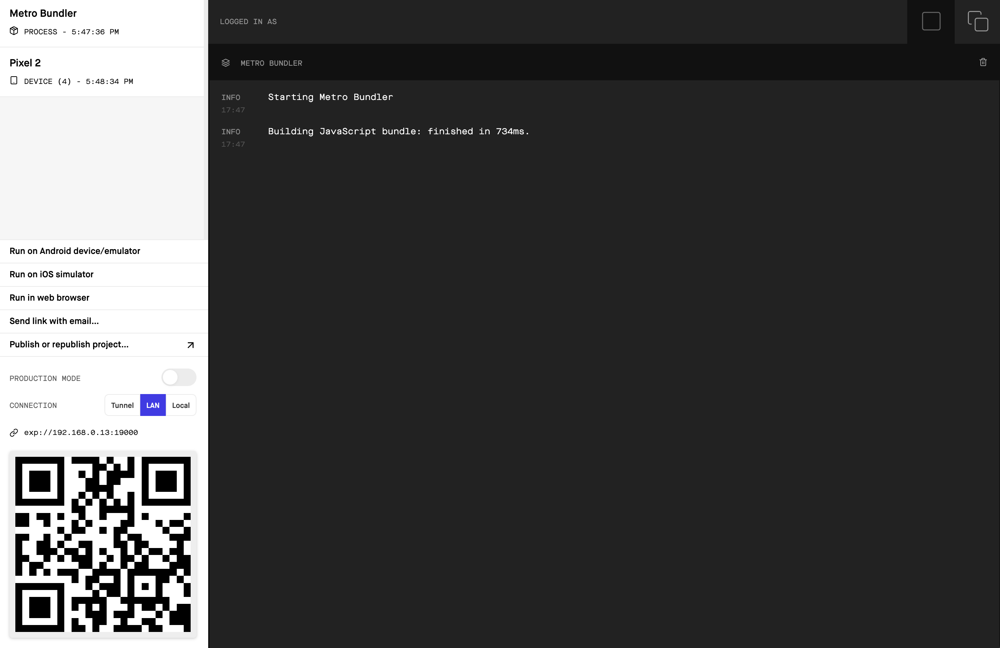 Metro Bundler
PROCESS - 5:47:36 PM
Pixel 2
DEVICE (4) - 5:48:34 PM
Run on Android device/emulator
Run on iOS simulator
Run in web browser
Send link with email…
Publish or republish project…
PRODUCTION MODE
CONNECTION Tunnel LAN Local
exp://192.168.0.13:19000
LOGGED IN AS
METRO BUNDLER
INFO Starting Metro Bundler
17:47
INFO Building JavaScript bundle: finished in 734ms.
17:47